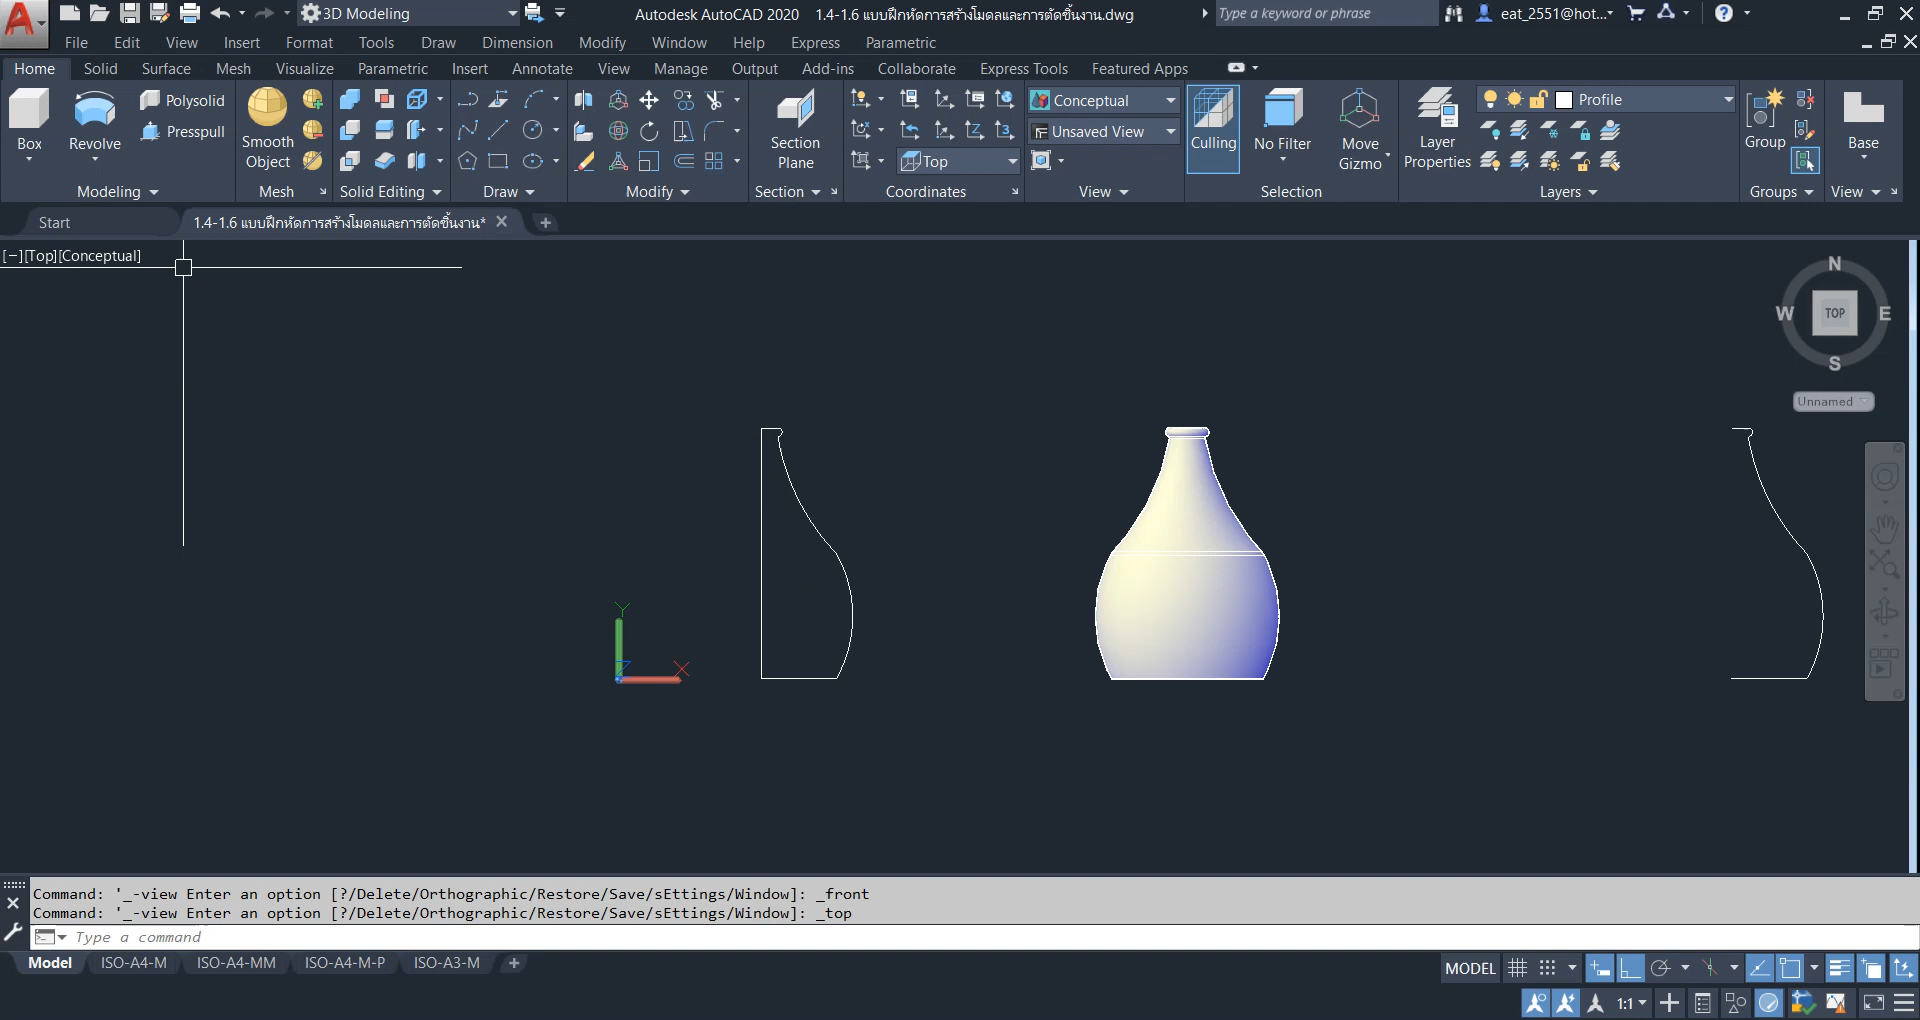 3D Modeling
Autodesk AutoCAD 2020 1.4-1.6 แบบฝึกหัดการสร้างโมดลและการตัดชิ้นงาน.dwg
Type a keyword or phrase
eat_2551@hot...
File Edit View Insert Format Tools Draw Dimension Modify Window Help Express Parametric
Home Solid Surface Mesh Visualize Parametric Insert Annotate View Manage Output Add-ins Collaborate Express Tools Featured Apps
Box
Revolve
Polysolid
Presspull
Smooth Object
Section Plane
Top
Conceptual
Unsaved View
Culling
No Filter
Move Gizmo
Layer Properties
Profile
Group
Base
Modeling Mesh Solid Editing Draw Modify Section Coordinates View Selection Layers Groups View
Start
1.4-1.6 แบบฝึกหัดการสร้างโมดลและการตัดชิ้นงาน*
[−][Top][Conceptual]
N
W TOP E
S
Unnamed
Y
X
Command: '_-view Enter an option [?/Delete/Orthographic/Restore/Save/sEttings/Window]: _front
Command: '_-view Enter an option [?/Delete/Orthographic/Restore/Save/sEttings/Window]: _top
Type a command
Model ISO-A4-M ISO-A4-MM ISO-A4-M-P ISO-A3-M
MODEL
1:1